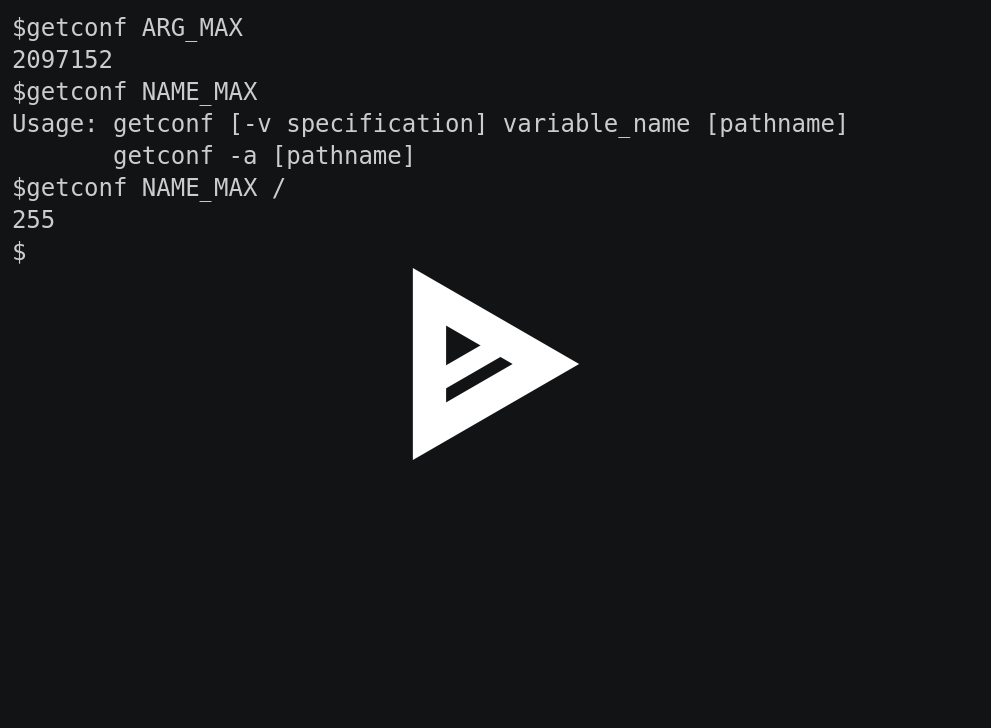 $getconf ARG_MAX
2097152
$getconf NAME_MAX
Usage: getconf [-v specification] variable_name [pathname]
       getconf -a [pathname]
$getconf NAME_MAX /
255
$